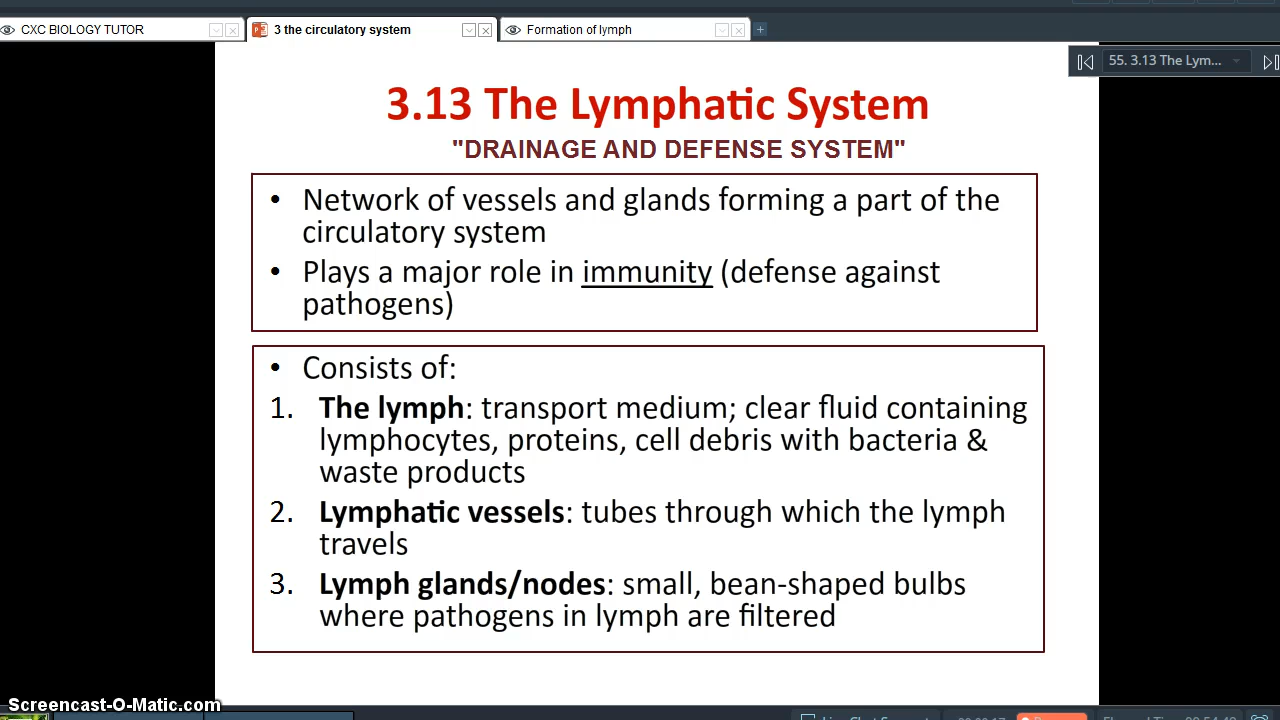 CXC BIOLOGY TUTOR
3 the circulatory system
Formation of lymph
55. 3.13 The Lym...
3.13 The Lymphatic System
"DRAINAGE AND DEFENSE SYSTEM"
• Network of vessels and glands forming a part of the
circulatory system
• Plays a major role in immunity (defense against
pathogens)
• Consists of:
1. The lymph: transport medium; clear fluid containing
lymphocytes, proteins, cell debris with bacteria &
waste products
2. Lymphatic vessels: tubes through which the lymph
travels
3. Lymph glands/nodes: small, bean-shaped bulbs
where pathogens in lymph are filtered
Screencast-O-Matic.com